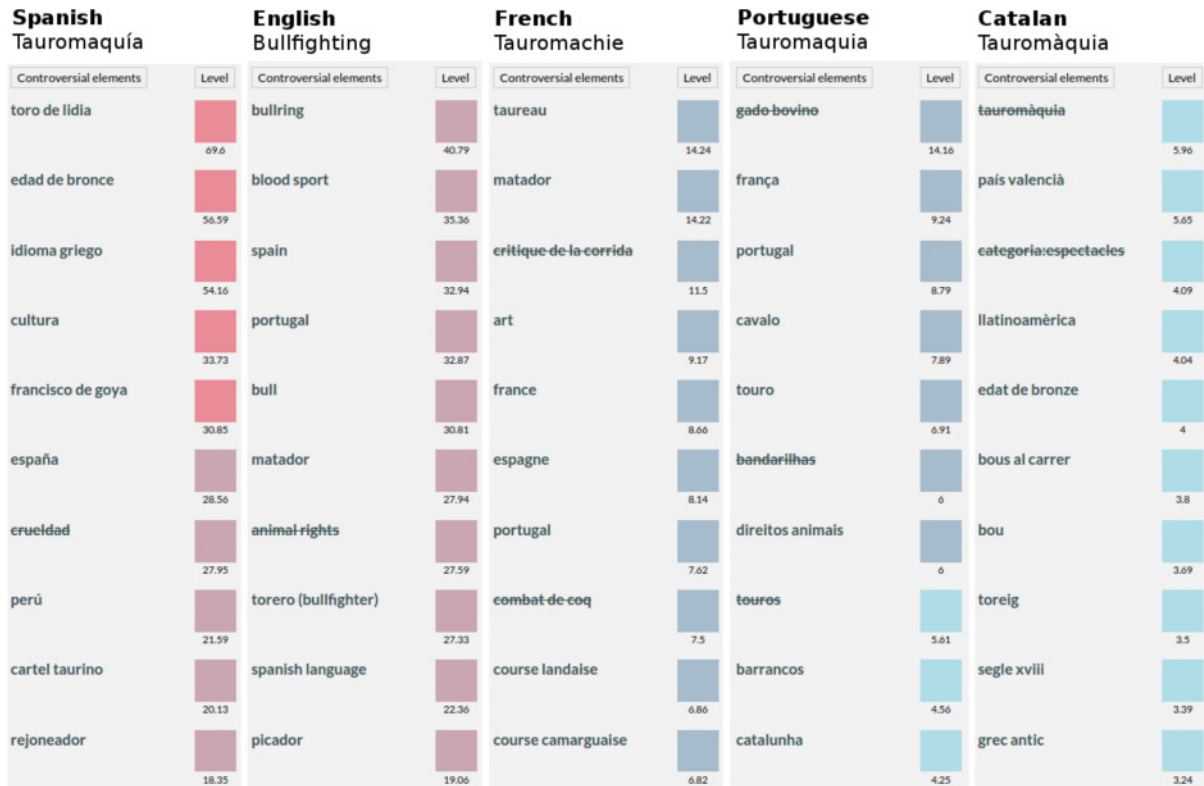 Spanish
Tauromaquía
Controversial elements Level
toro de lidia
69.6
edad de bronce
56.59
idioma griego
54.16
cultura
33.73
francisco de goya
30.85
españa
28.56
crueldad
27.95
perú
21.59
cartel taurino
20.13
rejoneador
18.35
English
Bullfighting
Controversial elements Level
bullring
40.79
blood sport
35.36
spain
32.94
portugal
32.87
bull
30.81
matador
27.94
animal rights
27.59
torero (bullfighter)
27.33
spanish language
22.36
picador
19.06
French
Tauromachie
Controversial elements Level
taureau
14.24
matador
14.22
critique de la corrida
11.5
art
9.17
france
8.66
espagne
8.14
portugal
7.62
combat de coq
7.5
course landaise
6.86
course camarguaise
6.82
Portuguese
Tauromaquia
Controversial elements Level
gado bovino
14.16
frança
9.24
portugal
8.79
cavalo
7.89
touro
6.91
bandarilhas
6
direitos animais
6
touros
5.61
barrancos
4.56
catalunha
4.25
Catalan
Tauromàquia
Controversial elements Level
tauromàquia
5.96
país valencià
5.65
categoria:espectacles
4.09
llatinoamèrica
4.04
edat de bronze
4
bous al carrer
3.8
bou
3.69
toreig
3.5
segle xviii
3.39
grec antic
3.24